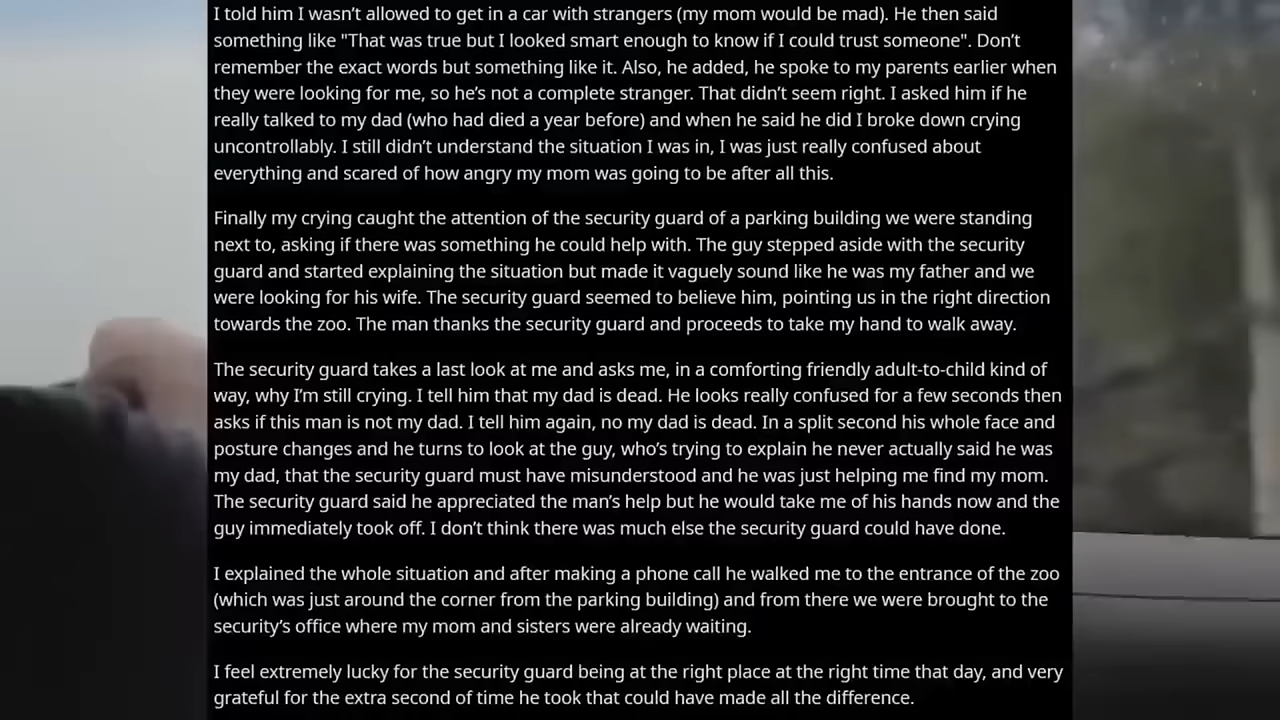 I told him I wasn't allowed to get in a car with strangers (my mom would be mad). He then said
something like "That was true but I looked smart enough to know if I could trust someone". Don't
remember the exact words but something like it. Also, he added, he spoke to my parents earlier when
they were looking for me, so he's not a complete stranger. That didn't seem right. I asked him if he
really talked to my dad (who had died a year before) and when he said he did I broke down crying
uncontrollably. I still didn't understand the situation I was in, I was just really confused about
everything and scared of how angry my mom was going to be after all this.
Finally my crying caught the attention of the security guard of a parking building we were standing
next to, asking if there was something he could help with. The guy stepped aside with the security
guard and started explaining the situation but made it vaguely sound like he was my father and we
were looking for his wife. The security guard seemed to believe him, pointing us in the right direction
towards the zoo. The man thanks the security guard and proceeds to take my hand to walk away.
The security guard takes a last look at me and asks me, in a comforting friendly adult-to-child kind of
way, why I'm still crying. I tell him that my dad is dead. He looks really confused for a few seconds then
asks if this man is not my dad. I tell him again, no my dad is dead. In a split second his whole face and
posture changes and he turns to look at the guy, who's trying to explain he never actually said he was
my dad, that the security guard must have misunderstood and he was just helping me find my mom.
The security guard said he appreciated the man's help but he would take me of his hands now and the
guy immediately took off. I don't think there was much else the security guard could have done.
I explained the whole situation and after making a phone call he walked me to the entrance of the zoo
(which was just around the corner from the parking building) and from there we were brought to the
security's office where my mom and sisters were already waiting.
I feel extremely lucky for the security guard being at the right place at the right time that day, and very
grateful for the extra second of time he took that could have made all the difference.